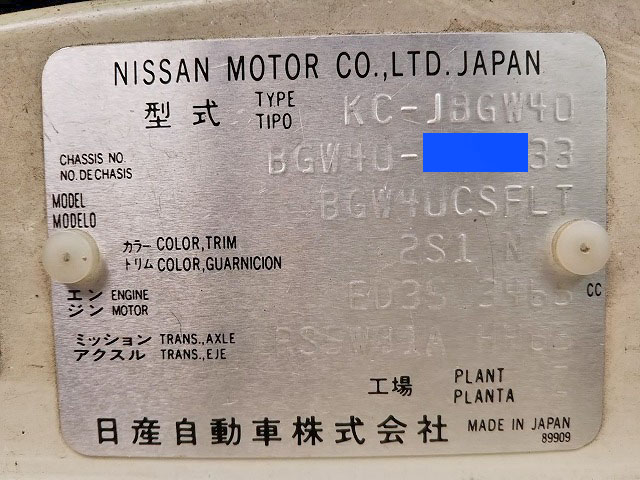 NISSAN MOTOR CO.,LTD. JAPAN
型式 TYPE TIPO KC-JBGW40
CHASSIS NO. NO. DE CHASIS BGW40- 33
MODEL MODELO BGW40CSFLT
カラー COLOR,TRIM トリム COLOR,GUARNICION 2S1 N
エンジン ENGINE MOTOR ED35 CC
ミッション TRANS.,AXLE アクスル TRANS.,EJE
工場 PLANT PLANTA
日産自動車株式会社 MADE IN JAPAN
89909